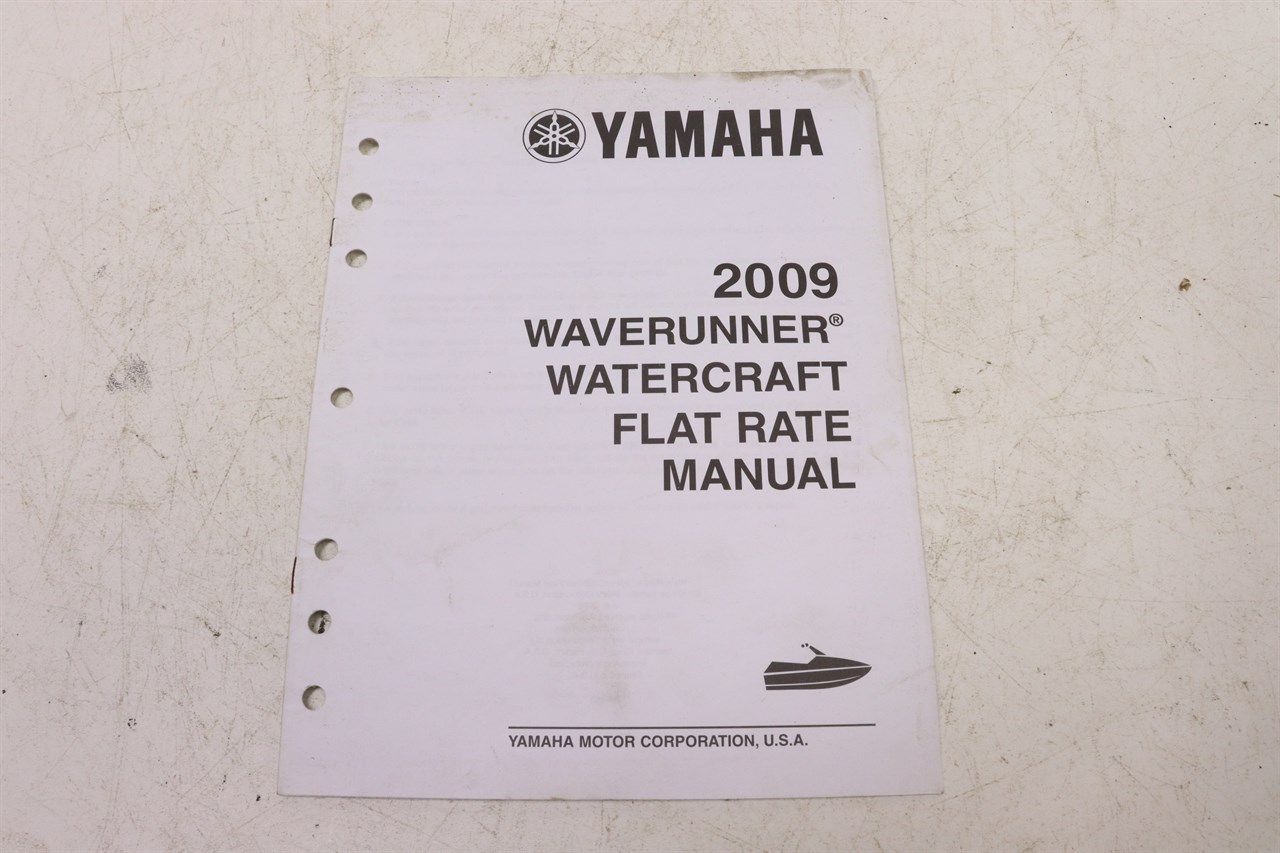 YAMAHA
2009
WAVERUNNER®
WATERCRAFT
FLAT RATE
MANUAL
YAMAHA MOTOR CORPORATION, U.S.A.